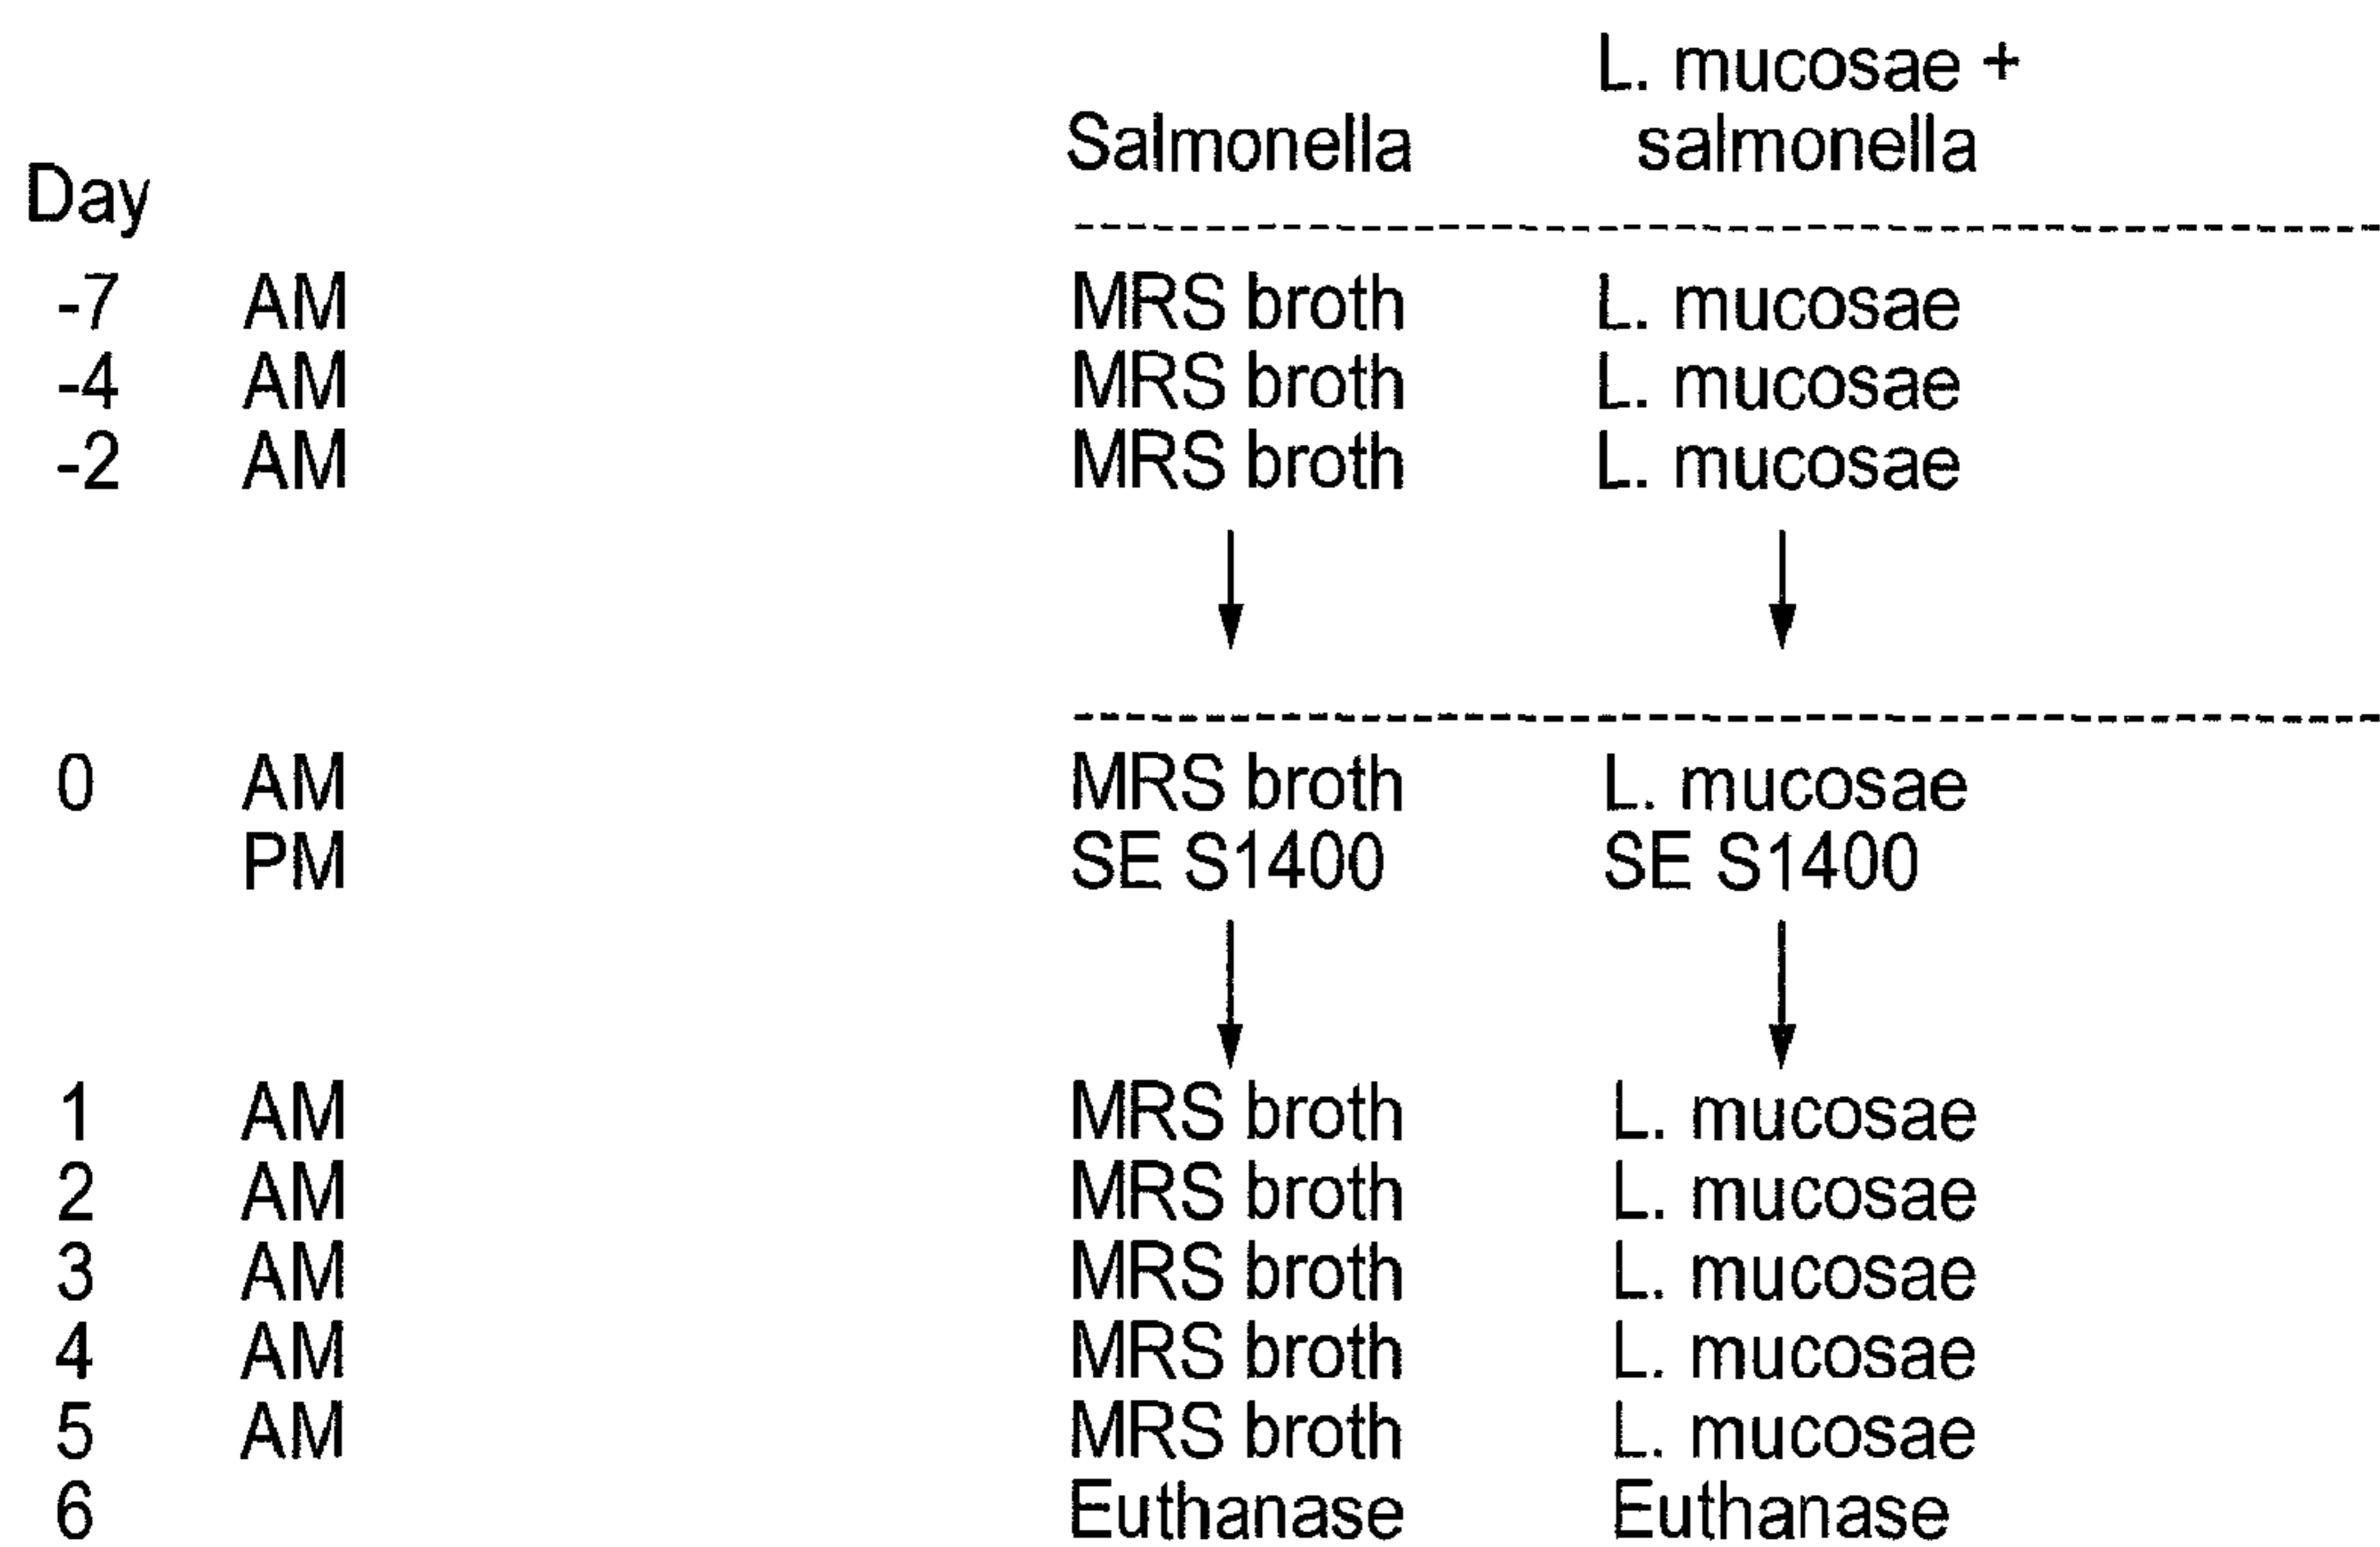 L. mucosae +
Salmonella salmonella
Day
-7 AM MRS broth L. mucosae
-4 AM MRS broth L. mucosae
-2 AM MRS broth L. mucosae
0 AM MRS broth L. mucosae
PM SE S1400 SE S1400
1 AM MRS broth L. mucosae
2 AM MRS broth L. mucosae
3 AM MRS broth L. mucosae
4 AM MRS broth L. mucosae
5 AM MRS broth L. mucosae
6 Euthanase Euthanase